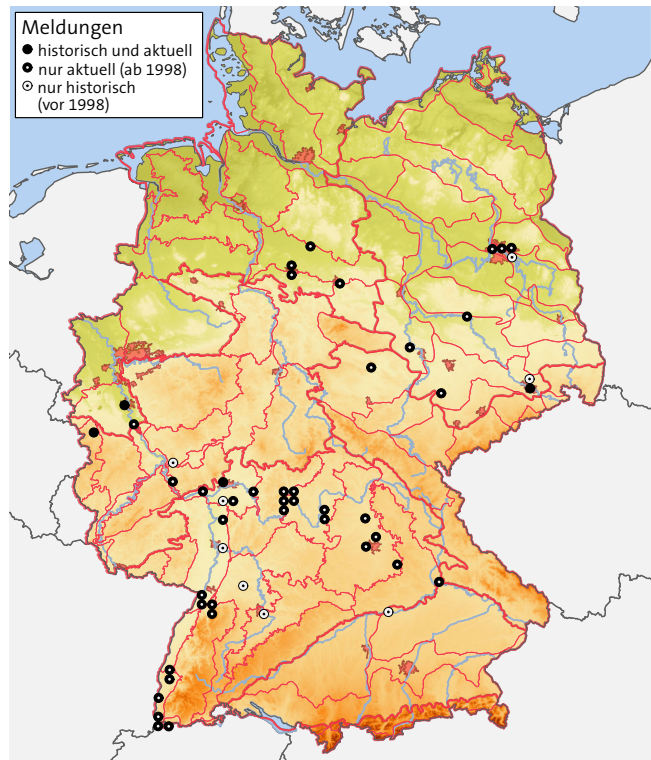 Meldungen
historisch und aktuell
nur aktuell (ab 1998)
nur historisch
(vor 1998)